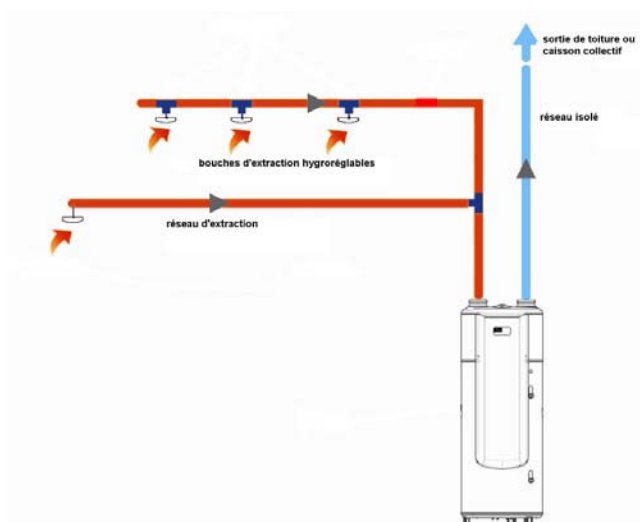 sortie de toiture ou
caisson collectif
réseau isolé
bouches d'extraction hygroréglables
réseau d'extraction